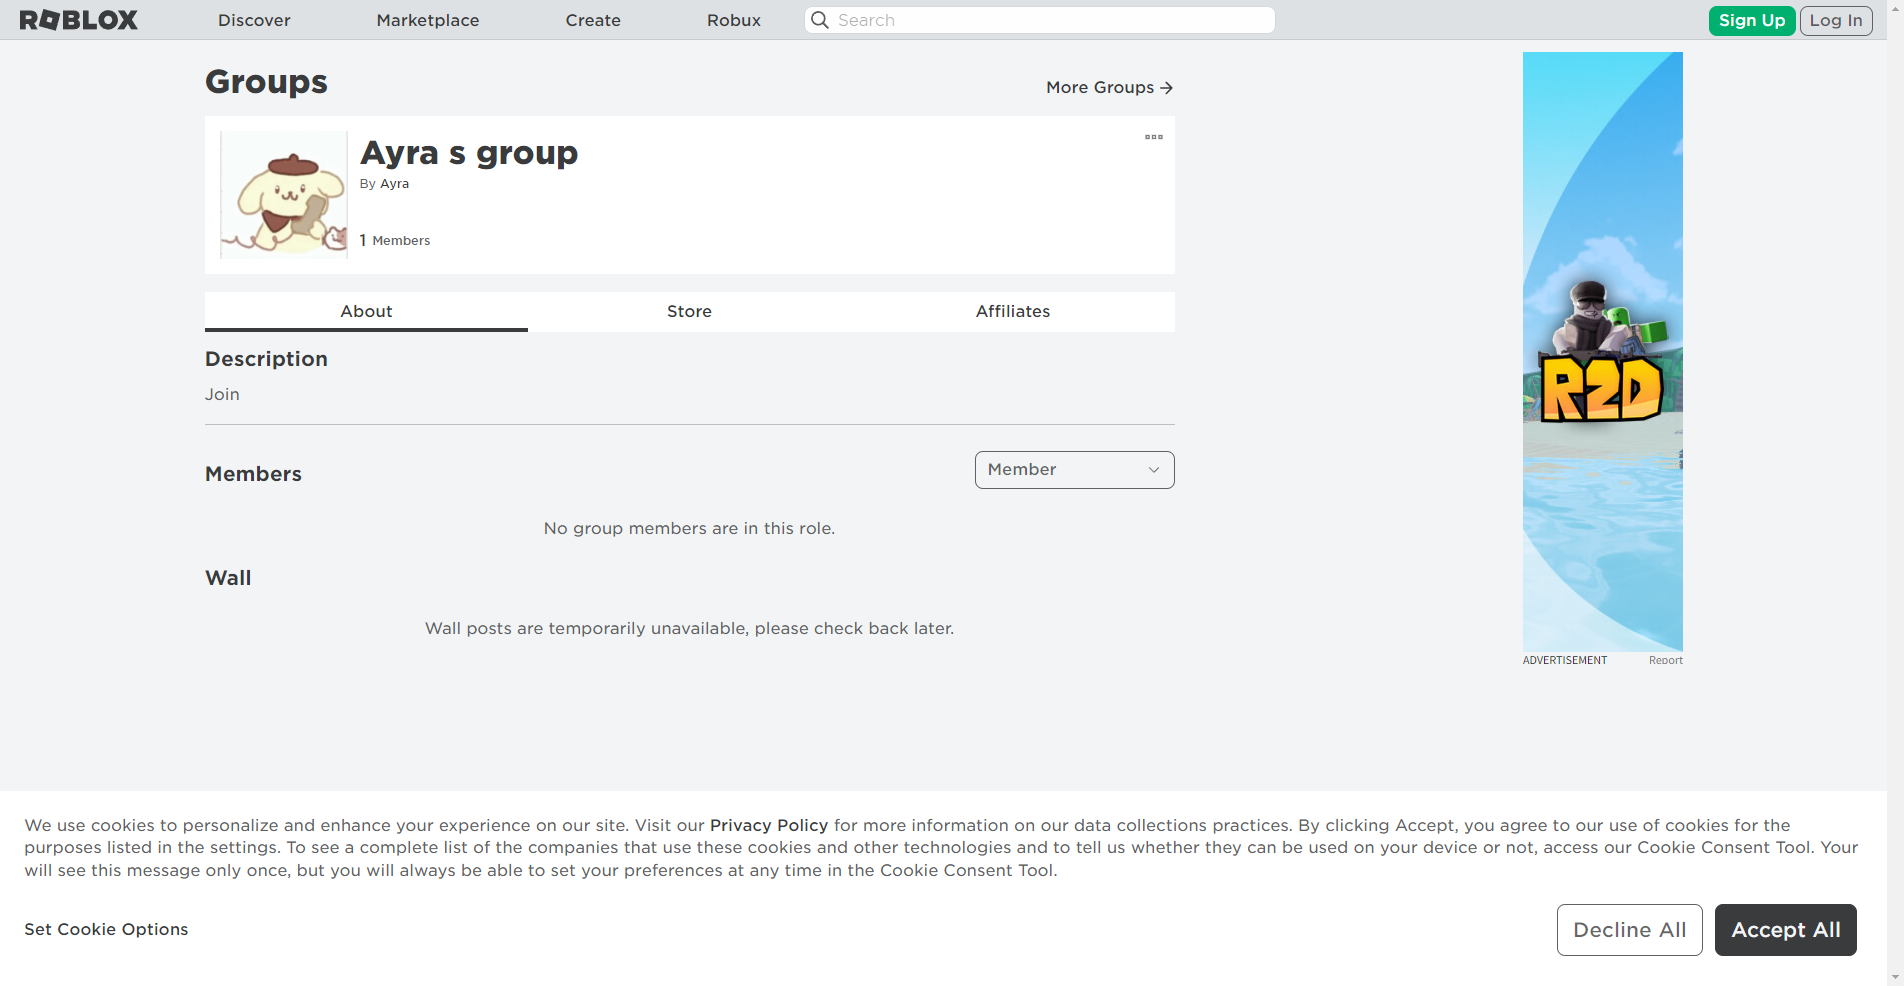 ROBLOX
Discover
Marketplace
Create
Robux
Search
Sign Up
Log In
Groups
More Groups
Ayra s group
By Ayra
1 Members
About
Store
Affiliates
Description
Join
Members
Member
No group members are in this role.
Wall
Wall posts are temporarily unavailable, please check back later.
R2D
ADVERTISEMENT
Report
We use cookies to personalize and enhance your experience on our site. Visit our Privacy Policy for more information on our data collections practices. By clicking Accept, you agree to our use of cookies for the
purposes listed in the settings. To see a complete list of the companies that use these cookies and other technologies and to tell us whether they can be used on your device or not, access our Cookie Consent Tool. Your
will see this message only once, but you will always be able to set your preferences at any time in the Cookie Consent Tool.
Set Cookie Options
Decline All
Accept All